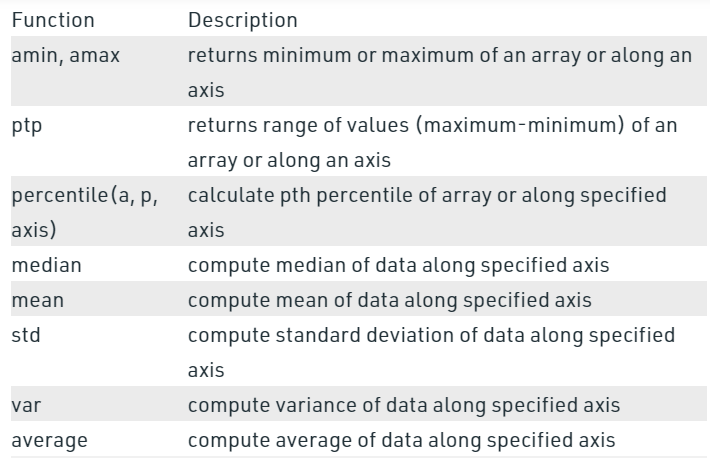 Function Description
amin, amax returns minimum or maximum of an array or along an
axis
ptp returns range of values (maximum-minimum) of an
array or along an axis
percentile(a, p, calculate pth percentile of array or along specified
axis) axis
median compute median of data along specified axis
mean compute mean of data along specified axis
std compute standard deviation of data along specified
axis
var compute variance of data along specified axis
average compute average of data along specified axis